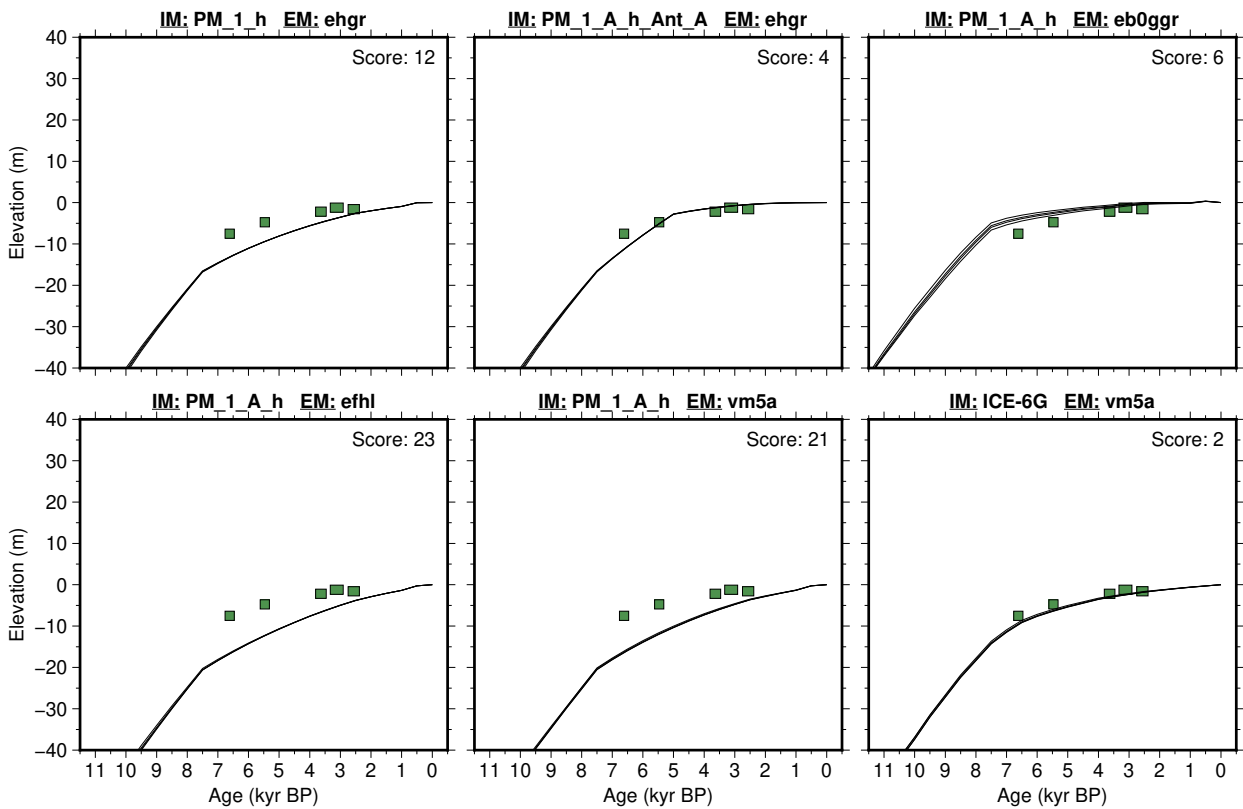 IM: PM_1_h EM: ehgr
IM: PM_1_A_h_Ant_A EM: ehgr
IM: PM_1_A_h EM: eb0ggr
Score: 12
Score: 4
Score: 6
Elevation (m)
40
30
20
10
0
−10
−20
−30
−40
IM: PM_1_A_h EM: efhl
IM: PM_1_A_h EM: vm5a
IM: ICE-6G EM: vm5a
Score: 23
Score: 21
Score: 2
Elevation (m)
40
30
20
10
0
−10
−20
−30
−40
11 10 9 8 7 6 5 4 3 2 1 0
11 10 9 8 7 6 5 4 3 2 1 0
11 10 9 8 7 6 5 4 3 2 1 0
Age (kyr BP)
Age (kyr BP)
Age (kyr BP)